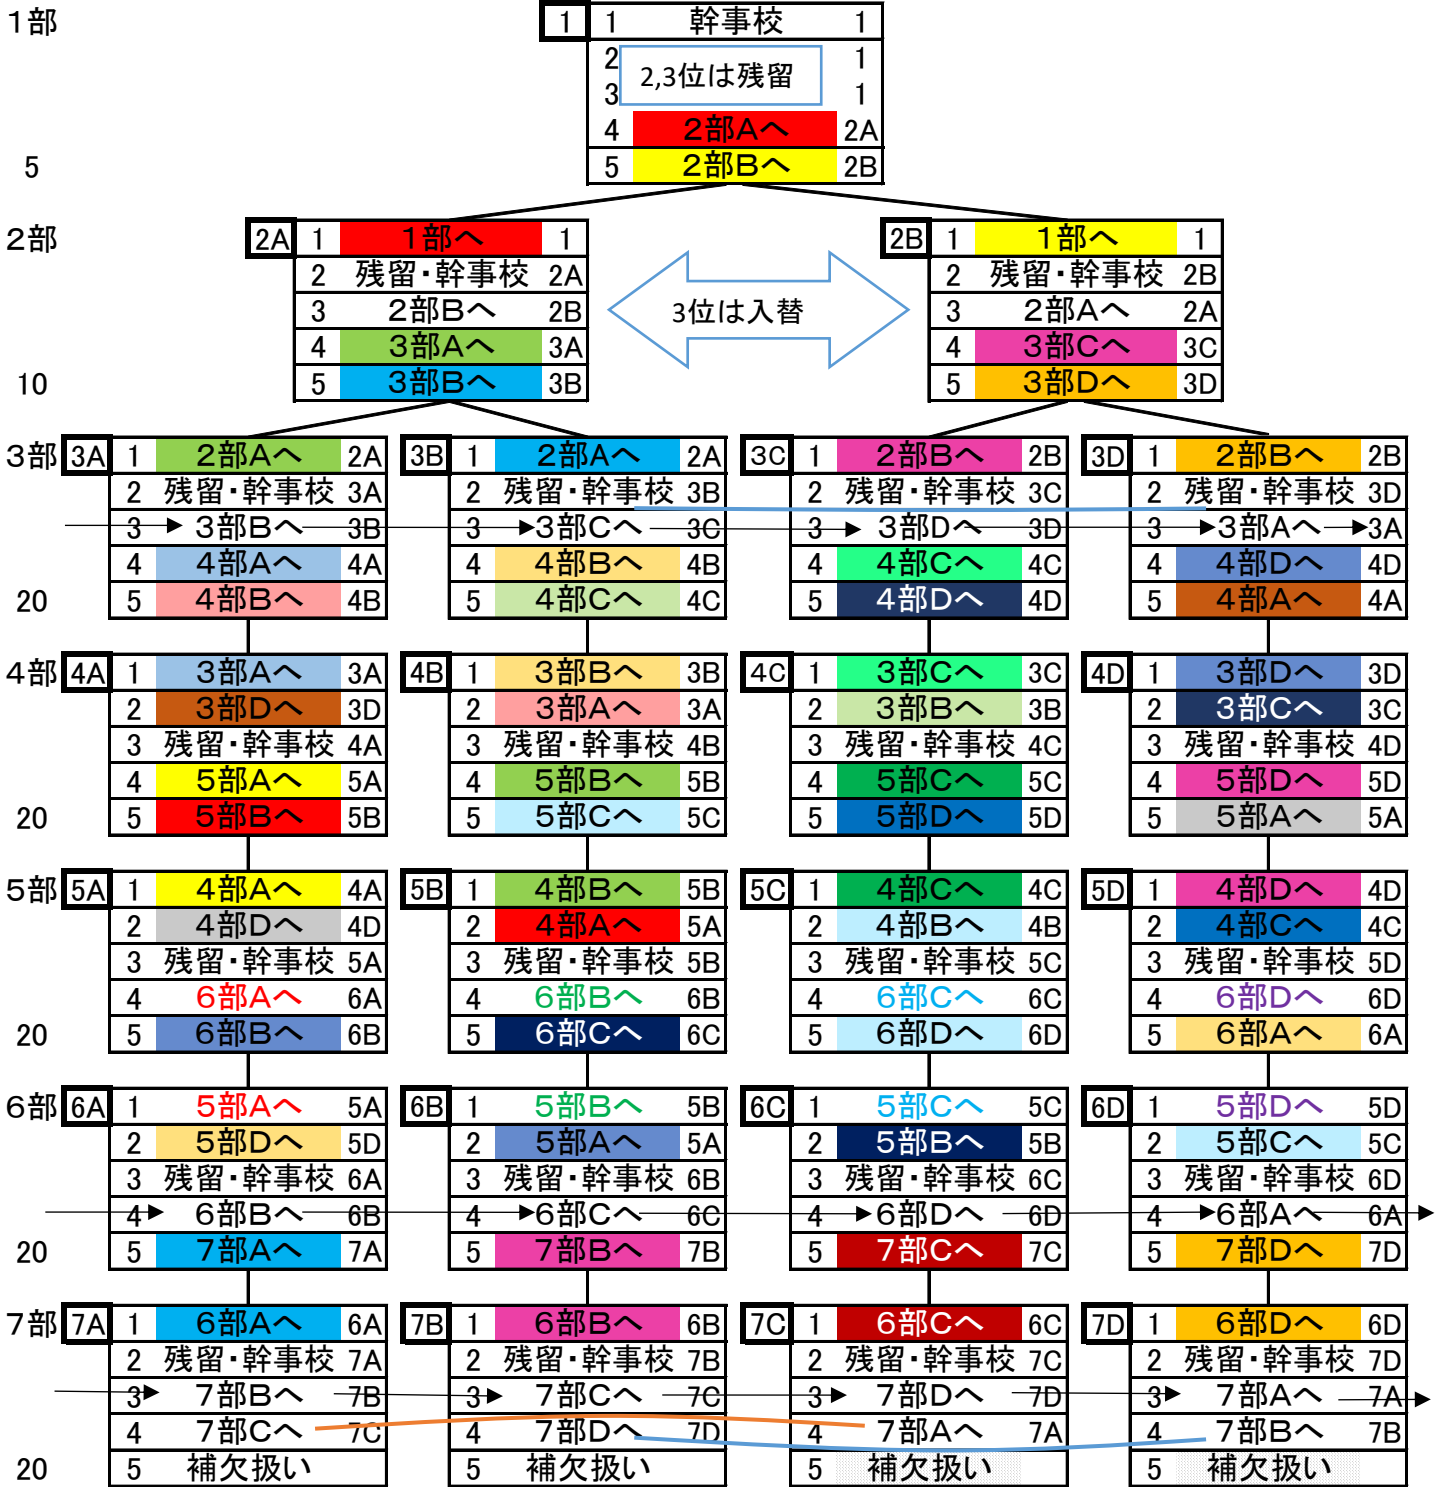 1部
1 1 幹事校 1
2 1
2,3位は残留
3 1
4 2部Aへ 2A
5 5 2部Bへ 2B
2部
2A 1 1部へ 1
2 残留・幹事校 2A
3 2部Bへ 2B
4 3部Aへ 3A
5 3部Bへ 3B
3位は入替
2B 1 1部へ 1
2 残留・幹事校 2B
3 2部Aへ 2A
4 3部Cへ 3C
5 3部Dへ 3D
10
3部
3A 1 2部Aへ 2A
2 残留・幹事校 3A
3 3部Bへ 3B
4 4部Aへ 4A
5 4部Bへ 4B
3B 1 2部Aへ 2A
2 残留・幹事校 3B
3 3部Cへ 3C
4 4部Bへ 4B
5 4部Cへ 4C
3C 1 2部Bへ 2B
2 残留・幹事校 3C
3 3部Dへ 3D
4 4部Cへ 4C
5 4部Dへ 4D
3D 1 2部Bへ 2B
2 残留・幹事校 3D
3 3部Aへ 3A
4 4部Dへ 4D
5 4部Aへ 4A
20
4部
4A 1 3部Aへ 3A
2 3部Dへ 3D
3 残留・幹事校 4A
4 5部Aへ 5A
5 5部Bへ 5B
4B 1 3部Bへ 3B
2 3部Aへ 3A
3 残留・幹事校 4B
4 5部Bへ 5B
5 5部Cへ 5C
4C 1 3部Cへ 3C
2 3部Bへ 3B
3 残留・幹事校 4C
4 5部Cへ 5C
5 5部Dへ 5D
4D 1 3部Dへ 3D
2 3部Cへ 3C
3 残留・幹事校 4D
4 5部Dへ 5D
5 5部Aへ 5A
20
5部
5A 1 4部Aへ 4A
2 4部Dへ 4D
3 残留・幹事校 5A
4 6部Aへ 6A
5 6部Bへ 6B
5B 1 4部Bへ 5B
2 4部Aへ 5A
3 残留・幹事校 5B
4 6部Bへ 6B
5 6部Cへ 6C
5C 1 4部Cへ 4C
2 4部Bへ 4B
3 残留・幹事校 5C
4 6部Cへ 6C
5 6部Dへ 6D
5D 1 4部Dへ 4D
2 4部Cへ 4C
3 残留・幹事校 5D
4 6部Dへ 6D
5 6部Aへ 6A
20
6部
6A 1 5部Aへ 5A
2 5部Dへ 5D
3 残留・幹事校 6A
4 6部Bへ 6B
5 7部Aへ 7A
6B 1 5部Bへ 5B
2 5部Aへ 5A
3 残留・幹事校 6B
4 6部Cへ 6C
5 7部Bへ 7B
6C 1 5部Cへ 5C
2 5部Bへ 5B
3 残留・幹事校 6C
4 6部Dへ 6D
5 7部Cへ 7C
6D 1 5部Dへ 5D
2 5部Cへ 5C
3 残留・幹事校 6D
4 6部Aへ 6A
5 7部Dへ 7D
20
7部
7A 1 6部Aへ 6A
2 残留・幹事校 7A
3 7部Bへ 7B
4 7部Cへ 7C
5 補欠扱い
7B 1 6部Bへ 6B
2 残留・幹事校 7B
3 7部Cへ 7C
4 7部Dへ 7D
5 補欠扱い
7C 1 6部Cへ 6C
2 残留・幹事校 7C
3 7部Dへ 7D
4 7部Aへ 7A
5 補欠扱い
7D 1 6部Dへ 6D
2 残留・幹事校 7D
3 7部Aへ 7A
4 7部Bへ 7B
5 補欠扱い
20